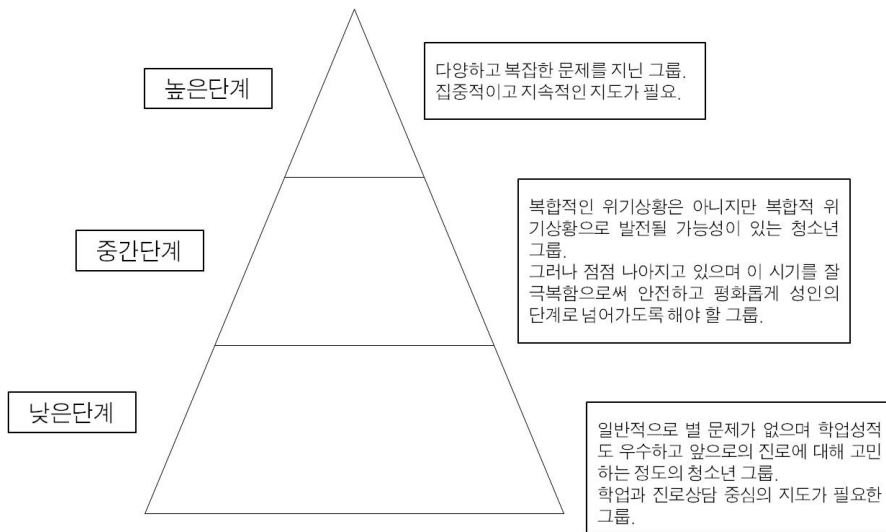 높은단계
다양하고 복잡한 문제를 지닌 그룹.
집중적이고 지속적인 지도가 필요.
중간단계
복합적인 위기상황은 아니지만 복합적 위
기상황으로 발전될 가능성이 있는 청소년
그룹.
그러나 점점 나아지고 있으며 이 시기를 잘
극복함으로써 안전하고 평화롭게 성인의
단계로 넘어가도록 해야 할 그룹.
낮은단계
일반적으로 별 문제가 없으며 학업성적
도 우수하고 앞으로의 진로에 대해 고민
하는 정도의 청소년 그룹.
학업과 진로상담 중심의 지도가 필요한
그룹.